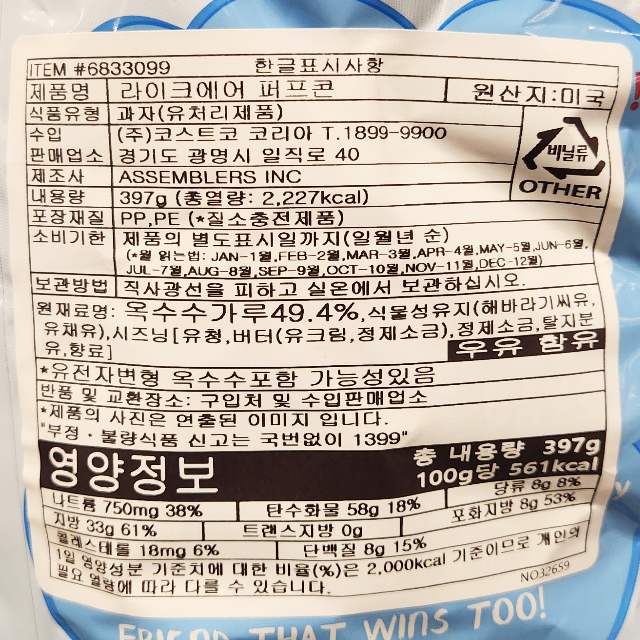 ITEM #6833099 한글표시사항
제품명 라이크에어 퍼프콘 원산지:미국
식품유형 과자(유처리제품)
수입 (주)코스트코 코리아 T.1899-9900
판매업소 경기도 광명시 일직로 40
비닐류
OTHER
제조사 ASSEMBLERS INC
내용량 397g (총열량: 2,227kcal)
포장재질 PP,PE (*질소충전제품)
소비기한 제품의 별도표시일까지(일월년 순)
(*월 읽는법: JAN-1월,FEB-2월,MAR-3월,APR-4월,MAY-5월,JUN-6월,
JUL-7월,AUG-8월,SEP-9월,OCT-10월,NOV-11월,DEC-12월)
보관방법 직사광선을 피하고 실온에서 보관하십시오.
원재료명: 옥수수가루49.4%,식물성유지(해바라기씨유,
유채유),시즈닝[유청,버터(유크림,정제소금),정제소금,탈지분
유,향료] 우유 함유
*유전자변형 옥수수포함 가능성있음
반품 및 교환장소: 구입처 및 수입판매업소
*제품의 사진은 연출된 이미지 입니다.
"부정·불량식품 신고는 국번없이 1399"
영양정보 총 내용량 397g
100g당 561kcal
나트륨 750mg 38% 탄수화물 58g 18% 당류 8g 8%
지방 33g 61% 트랜스지방 0g 포화지방 8g 53%
콜레스테롤 18mg 6% 단백질 8g 15%
1일 영양성분 기준치에 대한 비율(%)은 2,000kcal 기준이므로 개인의
필요 열량에 따라 다를 수 있습니다. NO32659
FRIEND THAT WINS TOO!